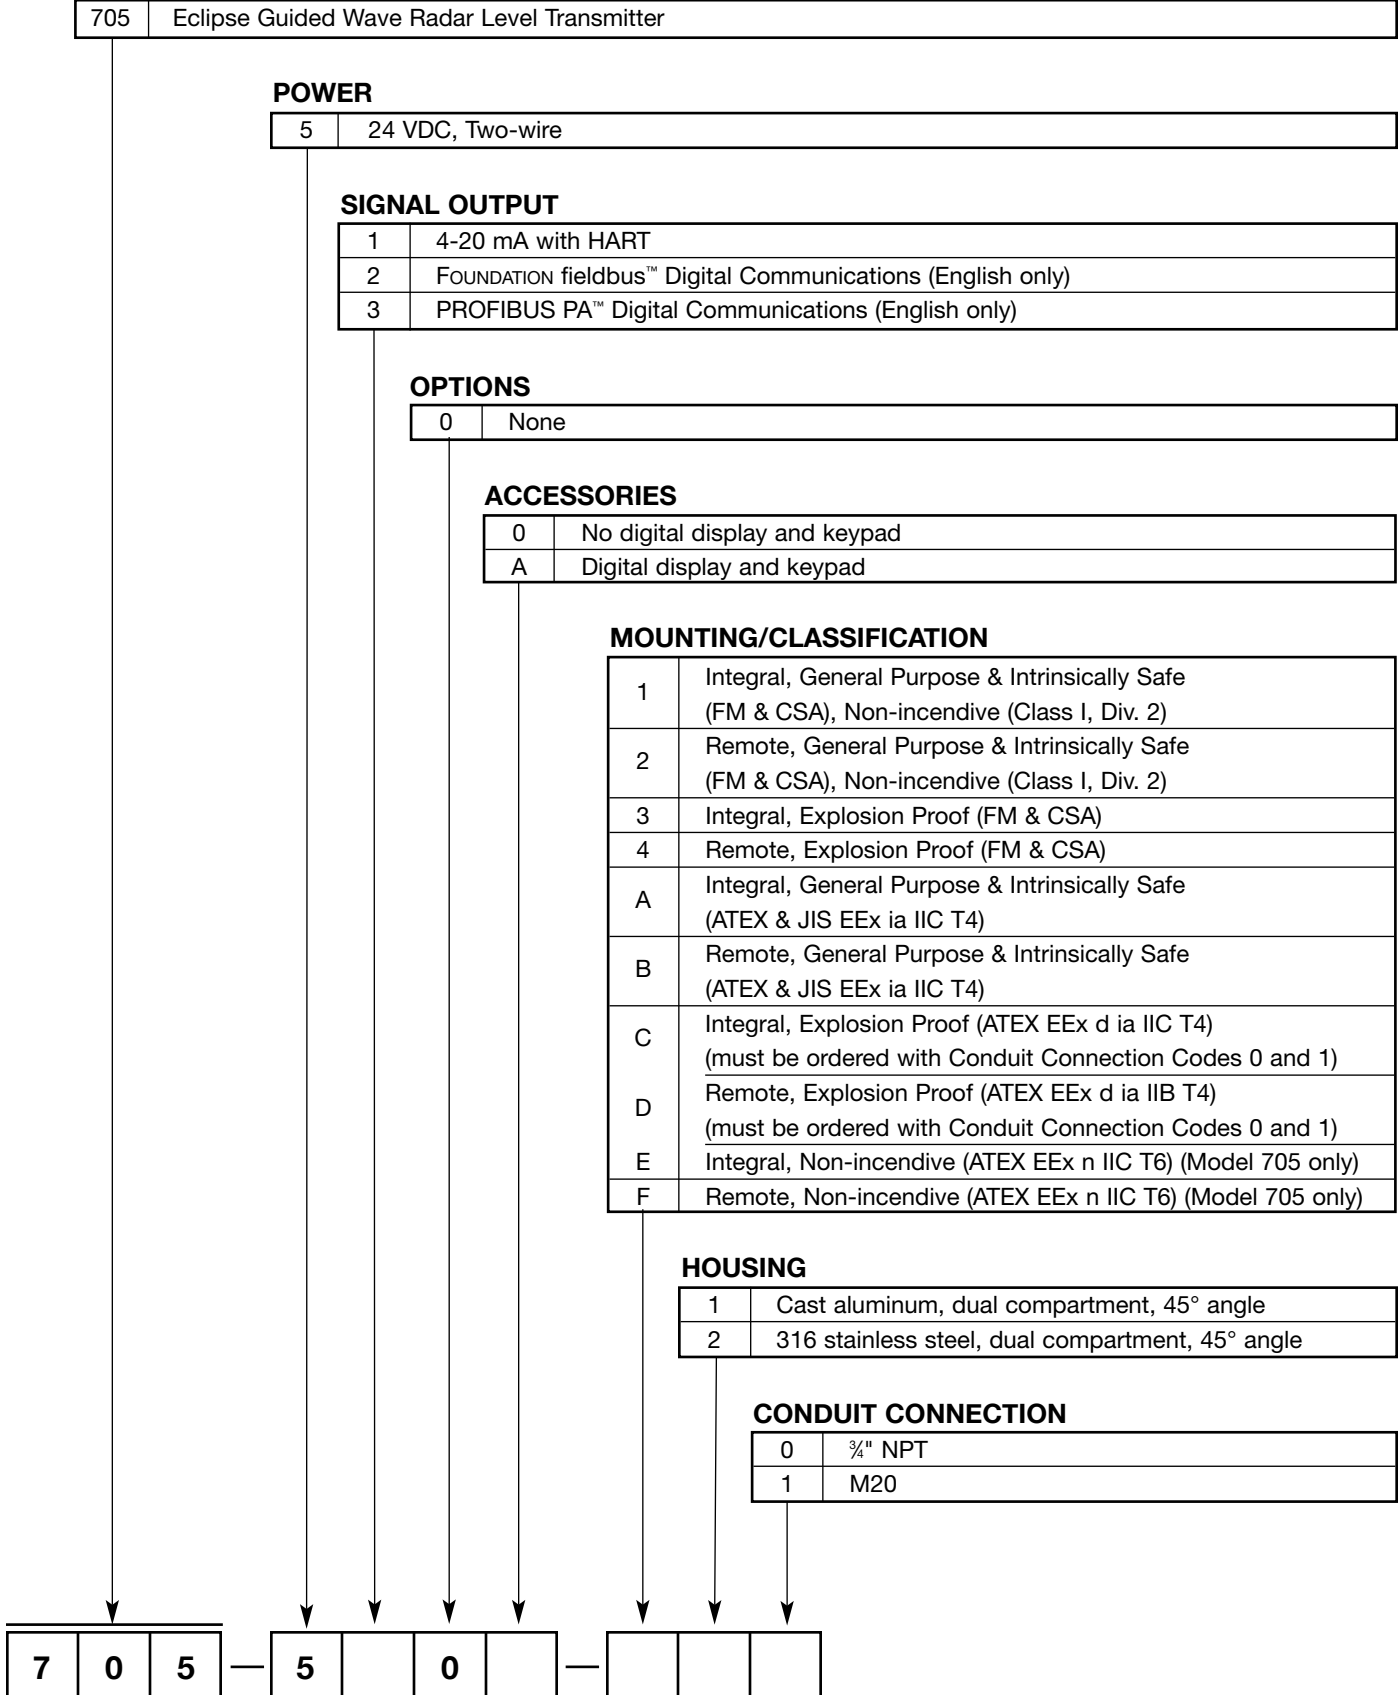 705 Eclipse Guided Wave Radar Level Transmitter
POWER
5 24 VDC, Two-wire
SIGNAL OUTPUT
1 4-20 mA with HART
2 FOUNDATION fieldbus™ Digital Communications (English only)
3 PROFIBUS PA™ Digital Communications (English only)
OPTIONS
0 None
ACCESSORIES
0 No digital display and keypad
A Digital display and keypad
MOUNTING/CLASSIFICATION
1 Integral, General Purpose & Intrinsically Safe
(FM & CSA), Non-incendive (Class I, Div. 2)
2 Remote, General Purpose & Intrinsically Safe
(FM & CSA), Non-incendive (Class I, Div. 2)
3 Integral, Explosion Proof (FM & CSA)
4 Remote, Explosion Proof (FM & CSA)
A Integral, General Purpose & Intrinsically Safe
(ATEX & JIS EEx ia IIC T4)
B Remote, General Purpose & Intrinsically Safe
(ATEX & JIS EEx ia IIC T4)
C Integral, Explosion Proof (ATEX EEx d ia IIC T4)
(must be ordered with Conduit Connection Codes 0 and 1)
D Remote, Explosion Proof (ATEX EEx d ia IIB T4)
(must be ordered with Conduit Connection Codes 0 and 1)
E Integral, Non-incendive (ATEX EEx n IIC T6) (Model 705 only)
F Remote, Non-incendive (ATEX EEx n IIC T6) (Model 705 only)
HOUSING
1 Cast aluminum, dual compartment, 45° angle
2 316 stainless steel, dual compartment, 45° angle
CONDUIT CONNECTION
0 ¾" NPT
1 M20
7 0 5 — 5 0 —